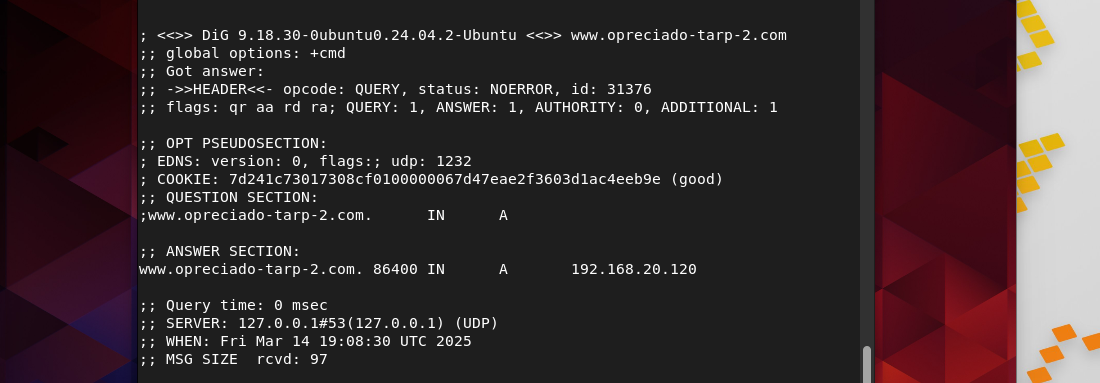 ; <<>> DiG 9.18.30-0ubuntu0.24.04.2-Ubuntu <<>> www.opreciado-tarp-2.com
;; global options: +cmd
;; Got answer:
;; ->>HEADER<<- opcode: QUERY, status: NOERROR, id: 31376
;; flags: qr aa rd ra; QUERY: 1, ANSWER: 1, AUTHORITY: 0, ADDITIONAL: 1
;; OPT PSEUDOSECTION:
; EDNS: version: 0, flags:; udp: 1232
; COOKIE: 7d241c73017308cf0100000067d47eae2f3603d1ac4eeb9e (good)
;; QUESTION SECTION:
;www.opreciado-tarp-2.com.      IN      A
;; ANSWER SECTION:
www.opreciado-tarp-2.com. 86400 IN      A       192.168.20.120
;; Query time: 0 msec
;; SERVER: 127.0.0.1#53(127.0.0.1) (UDP)
;; WHEN: Fri Mar 14 19:08:30 UTC 2025
;; MSG SIZE  rcvd: 97